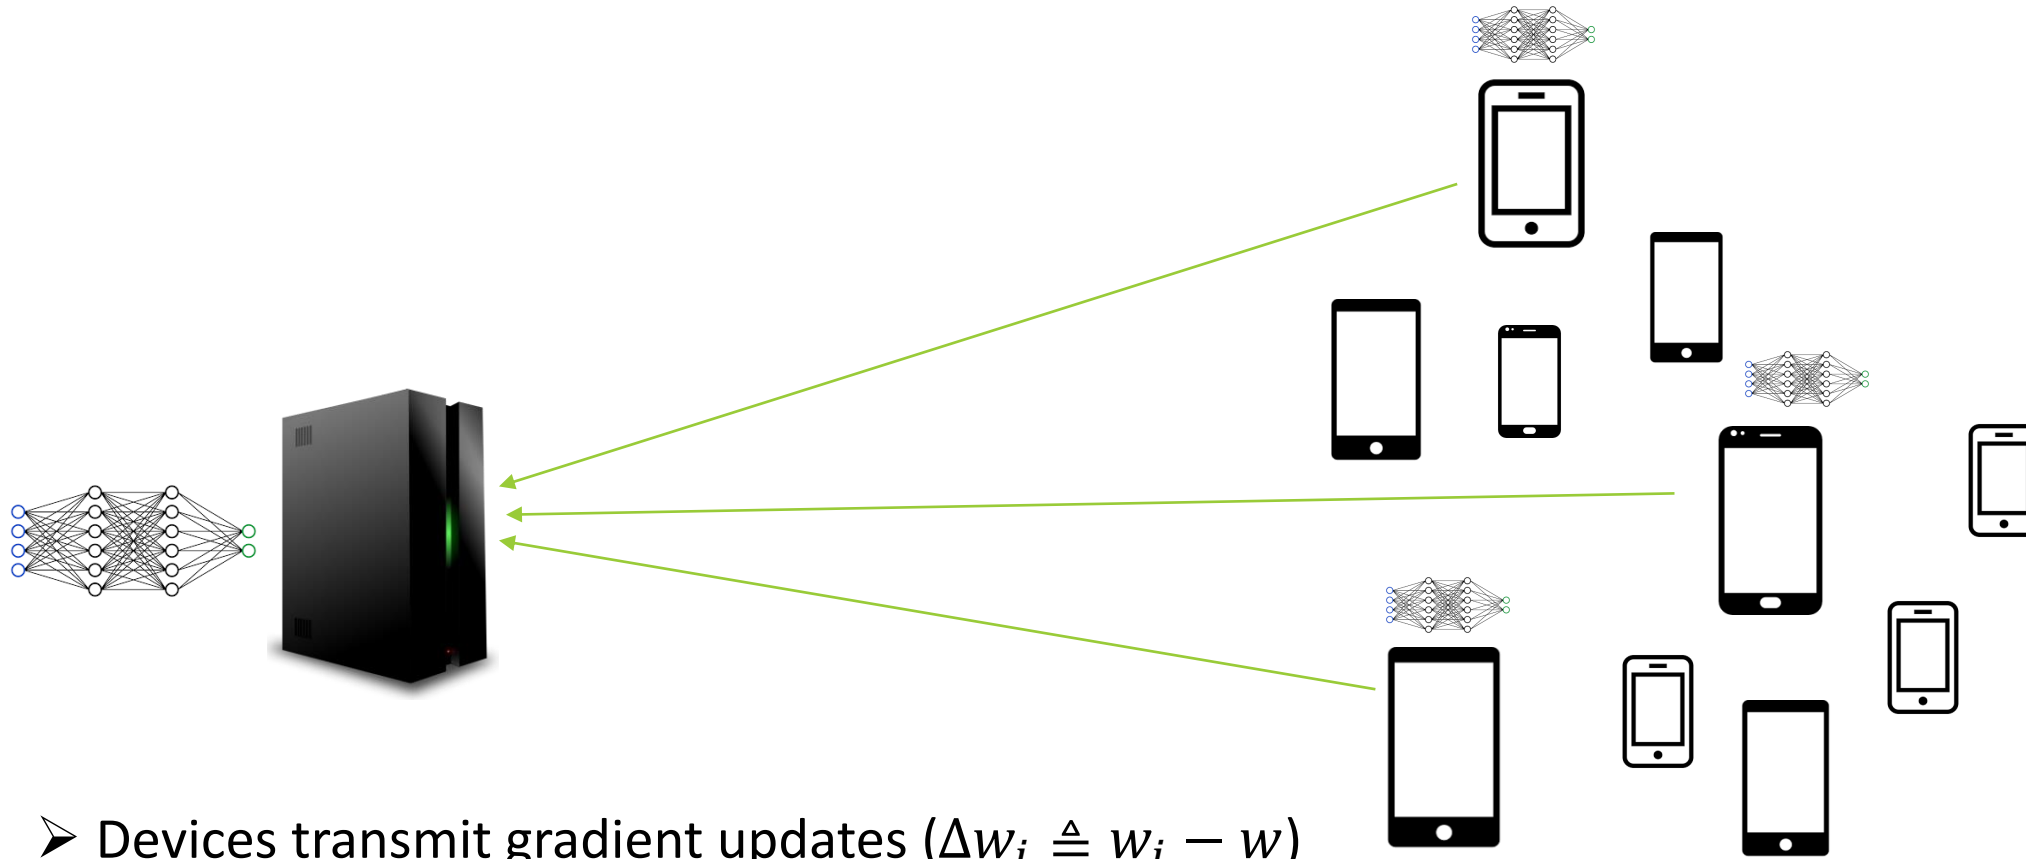 ➢ Devices transmit gradient updates (Δwᵢ ≜ wᵢ − w)